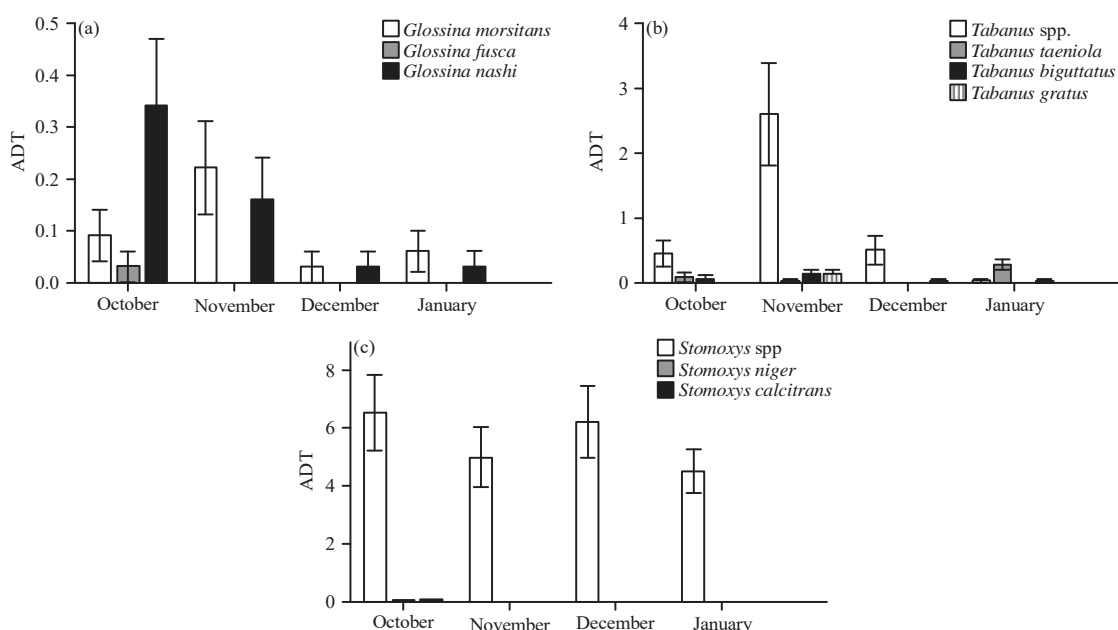 (a)
Glossina morsitans
Glossina fusca
Glossina nashi
0.5
0.4
0.3
0.2
0.1
0.0
ADT
October
November
December
January
(b)
Tabanus spp.
Tabanus taeniola
Tabanus biguttatus
Tabanus gratus
4
3
2
1
0
ADT
October
November
December
January
(c)
Stomoxys spp
Stomoxys niger
Stomoxys calcitrans
8
6
4
2
0
ADT
October
November
December
January